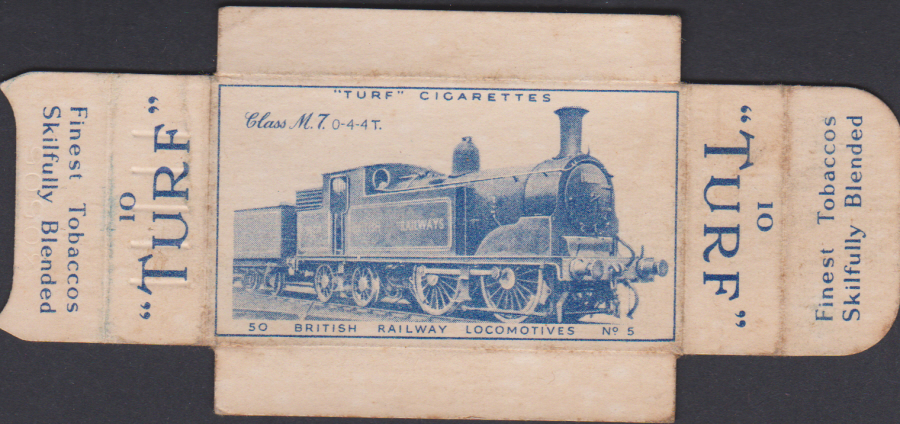 Finest Tobaccos
Skilfully Blended
"TURF"
10
"TURF" CIGARETTES
Class M.7. 0-4-4 T.
RAILWAYS
50 BRITISH RAILWAY LOCOMOTIVES Nº 5
"TURF"
10
Finest Tobaccos
Skilfully Blended